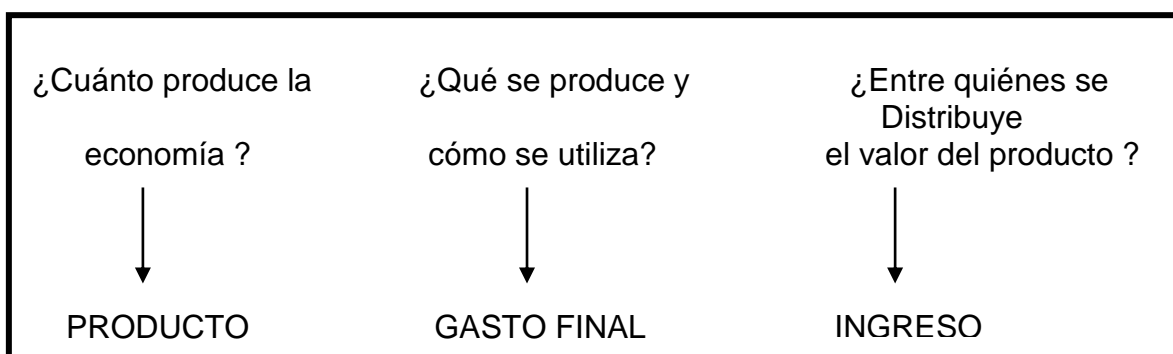 ¿Cuánto produce la
economía ?
PRODUCTO
¿Qué se produce y
cómo se utiliza?
GASTO FINAL
¿Entre quiénes se
Distribuye
el valor del producto ?
INGRESO